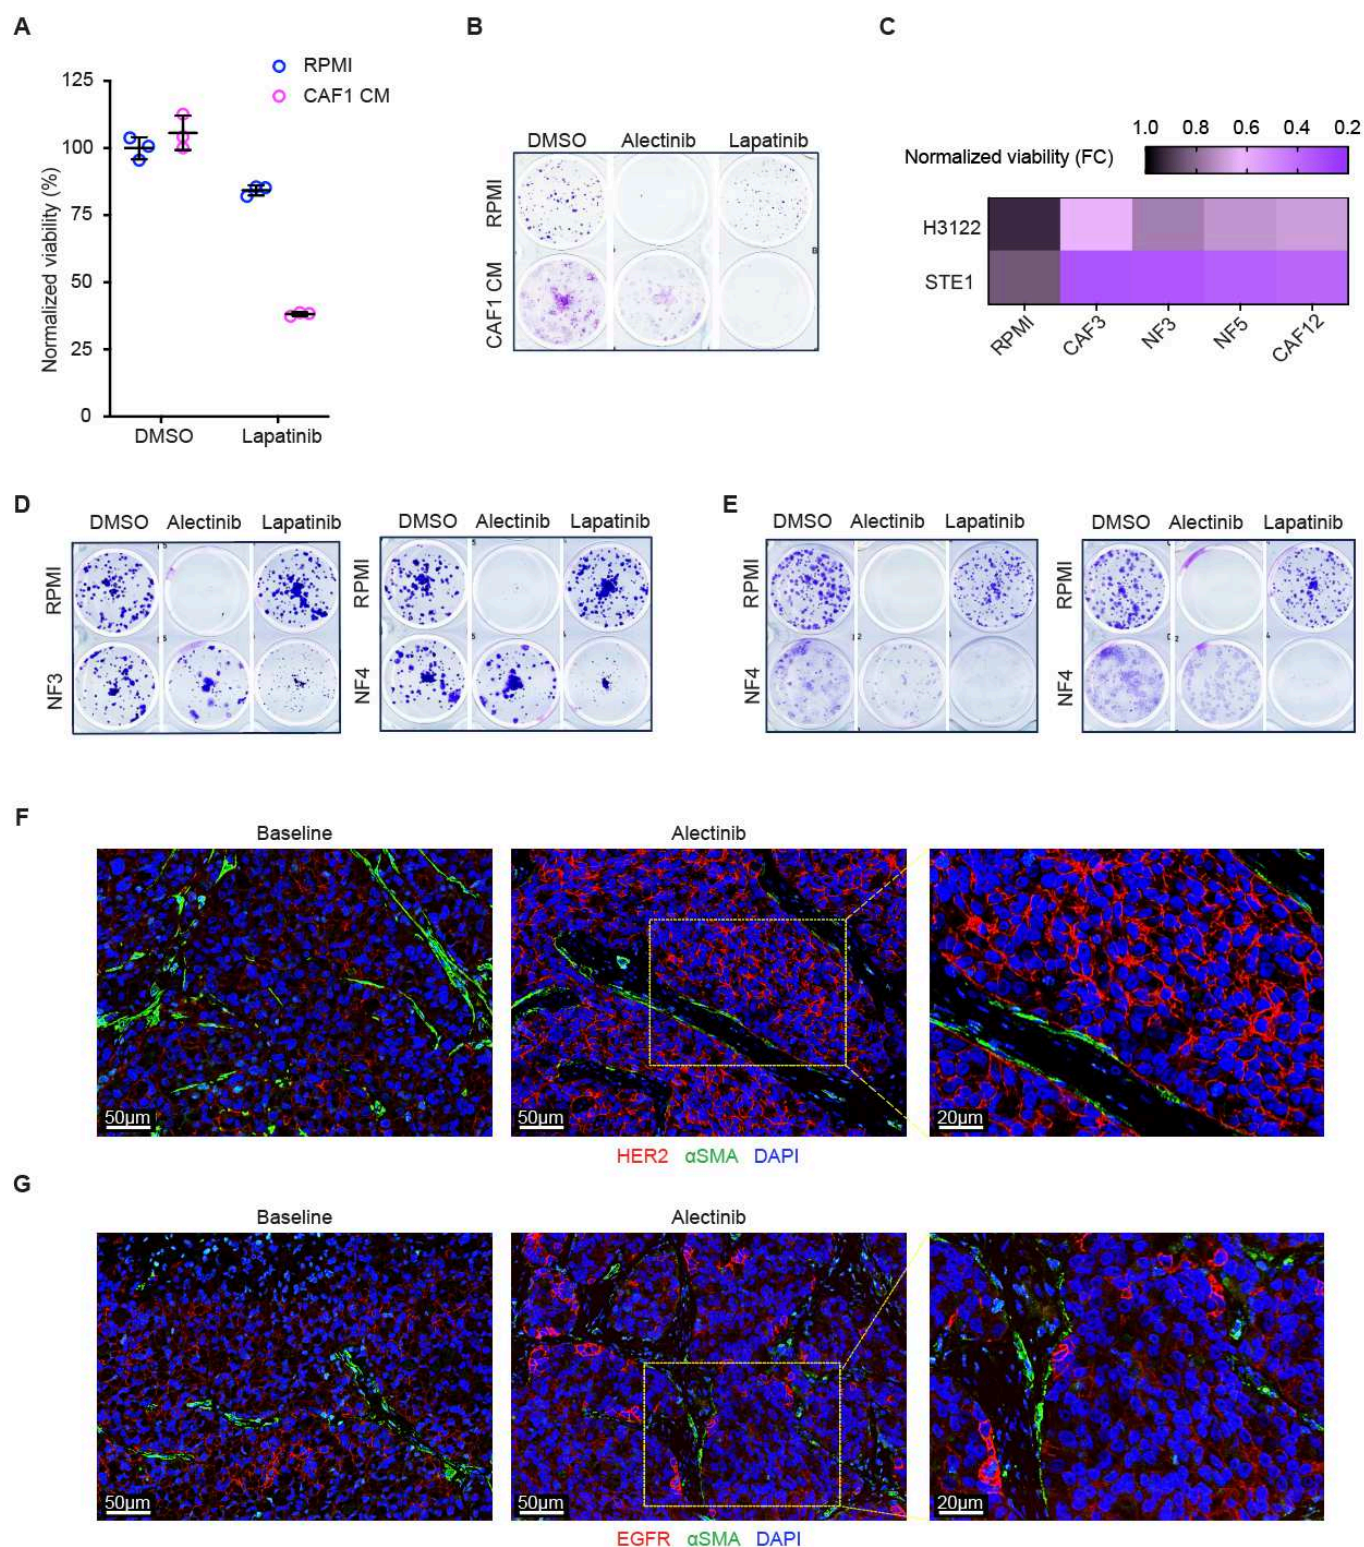 A
Normalized viability (%)
125
100
75
50
25
0
RPMI
CAF1 CM
DMSO
Lapatinib
B
DMSO Alectinib Lapatinib
RPMI
CAF1 CM
B
C
1.0 0.8 0.6 0.4 0.2
Normalized viability (FC)
H3122
STE1
RPMI CAF3 NF3 NF5 CAF12
D
DMSO Alectinib Lapatinib
RPMI
NF3
DMSO Alectinib Lapatinib
RPMI
NF4
E
DMSO Alectinib Lapatinib
RPMI
NF4
DMSO Alectinib Lapatinib
RPMI
NF4
F
Baseline
Alectinib
50µm
50µm
20µm
HER2 αSMA DAPI
G
Baseline
Alectinib
50µm
50µm
20µm
EGFR αSMA DAPI